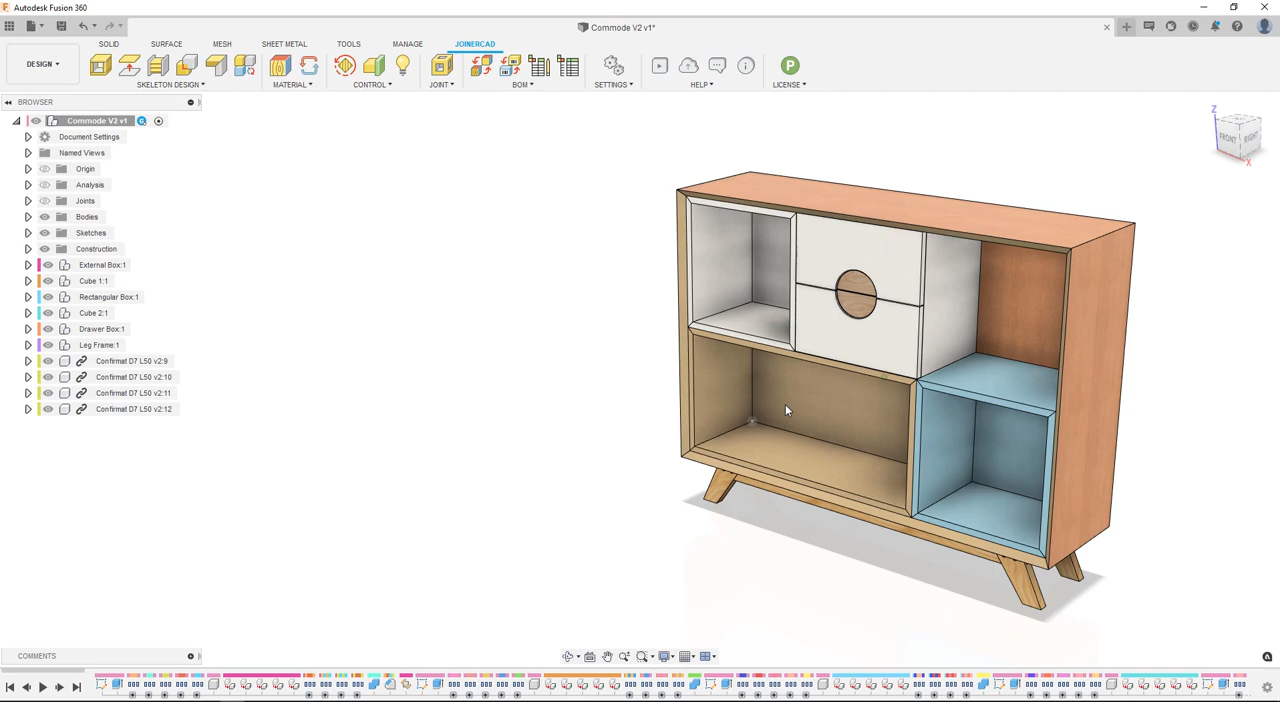 Autodesk Fusion 360
Commode V2 v1*
SOLID SURFACE MESH SHEET METAL TOOLS MANAGE JOINERCAD
DESIGN
SKELETON DESIGN MATERIAL CONTROL JOINT BOM SETTINGS HELP LICENSE
BROWSER
Commode V2 v1
Document Settings
Named Views
Origin
Analysis
Joints
Bodies
Sketches
Construction
External Box:1
Cube 1:1
Rectangular Box:1
Cube 2:1
Drawer Box:1
Leg Frame:1
Confirmat D7 L50 v2:9
Confirmat D7 L50 v2:10
Confirmat D7 L50 v2:11
Confirmat D7 L50 v2:12
Z
FRONT RIGHT
X
COMMENTS